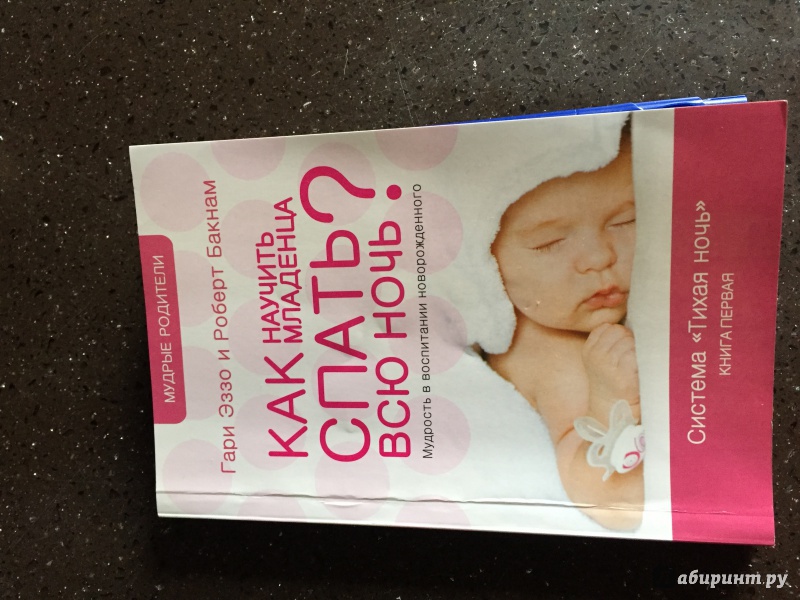 МУДРЫЕ РОДИТЕЛИ
Гари Эззо и Роберт Бакнам
КАК НАУЧИТЬ
МЛАДЕНЦА
СПАТЬ
ВСЮ НОЧЬ?
Мудрость в воспитании новорожденного
Система «Тихая ночь»
КНИГА ПЕРВАЯ
абиринт.ру